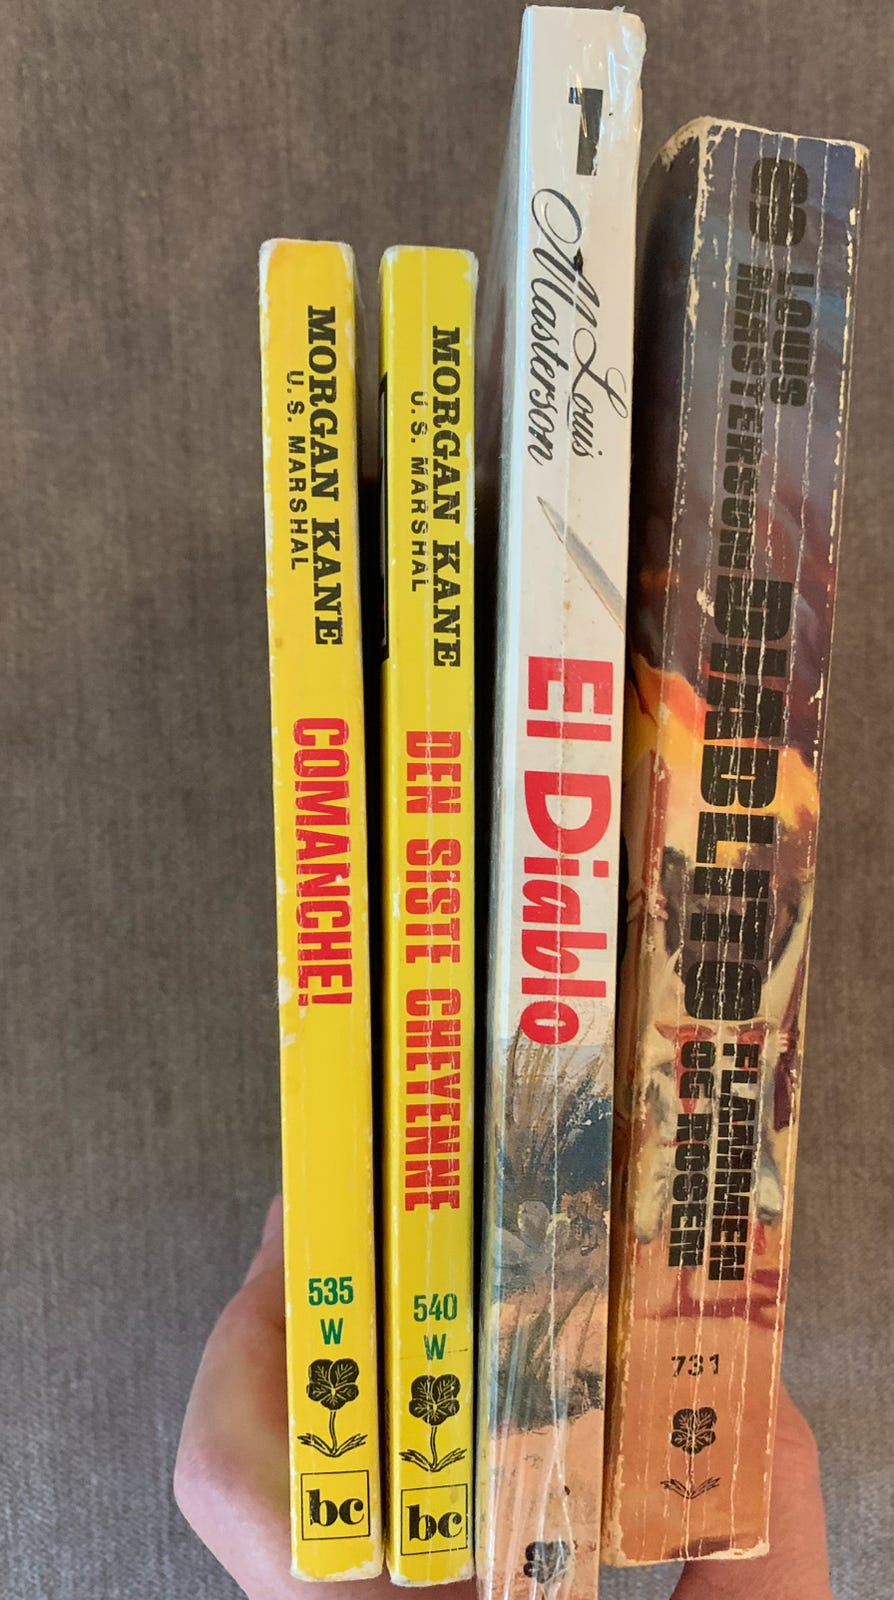 MORGAN KANE
U.S. MARSHAL
COMANCHE!
535
W
bc
MORGAN KANE
U.S. MARSHAL
DEN SISTE CHEYENNE
540
W
bc
1
Louis
Masterson
El Diablo
LOUIS
MASTERSON
DIABLITO
FLAMMEN
OG ROSEN
731